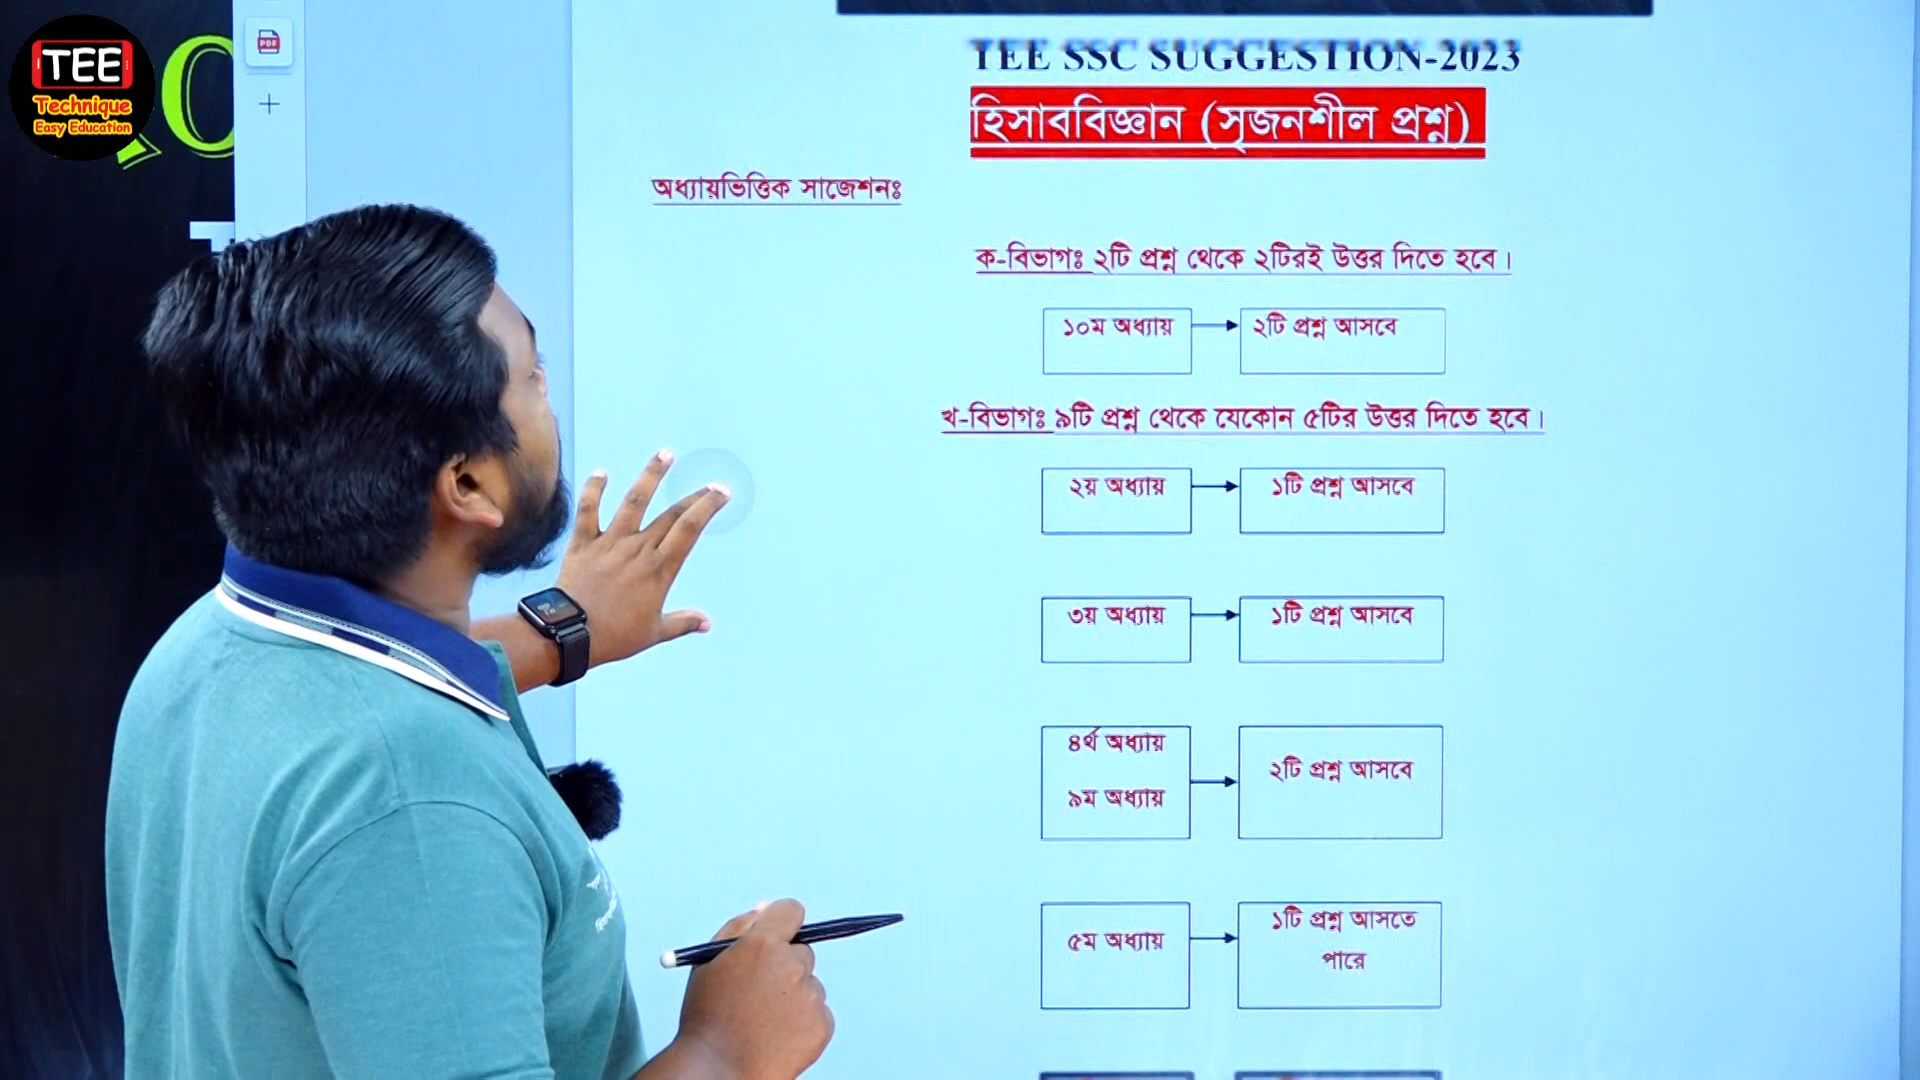 TEE
Technique
Easy Education
PDF
TEE SSC SUGGESTION-2023
হিসাববিজ্ঞান (সৃজনশীল প্রশ্ন)
অধ্যায়ভিত্তিক সাজেশনঃ
ক-বিভাগঃ ২টি প্রশ্ন থেকে ২টিরই উত্তর দিতে হবে।
১০ম অধ্যায়
২টি প্রশ্ন আসবে
খ-বিভাগঃ ৯টি প্রশ্ন থেকে যেকোন ৫টির উত্তর দিতে হবে।
২য় অধ্যায়
১টি প্রশ্ন আসবে
৩য় অধ্যায়
১টি প্রশ্ন আসবে
৪র্থ অধ্যায়
৯ম অধ্যায়
২টি প্রশ্ন আসবে
৫ম অধ্যায়
১টি প্রশ্ন আসতে
পারে